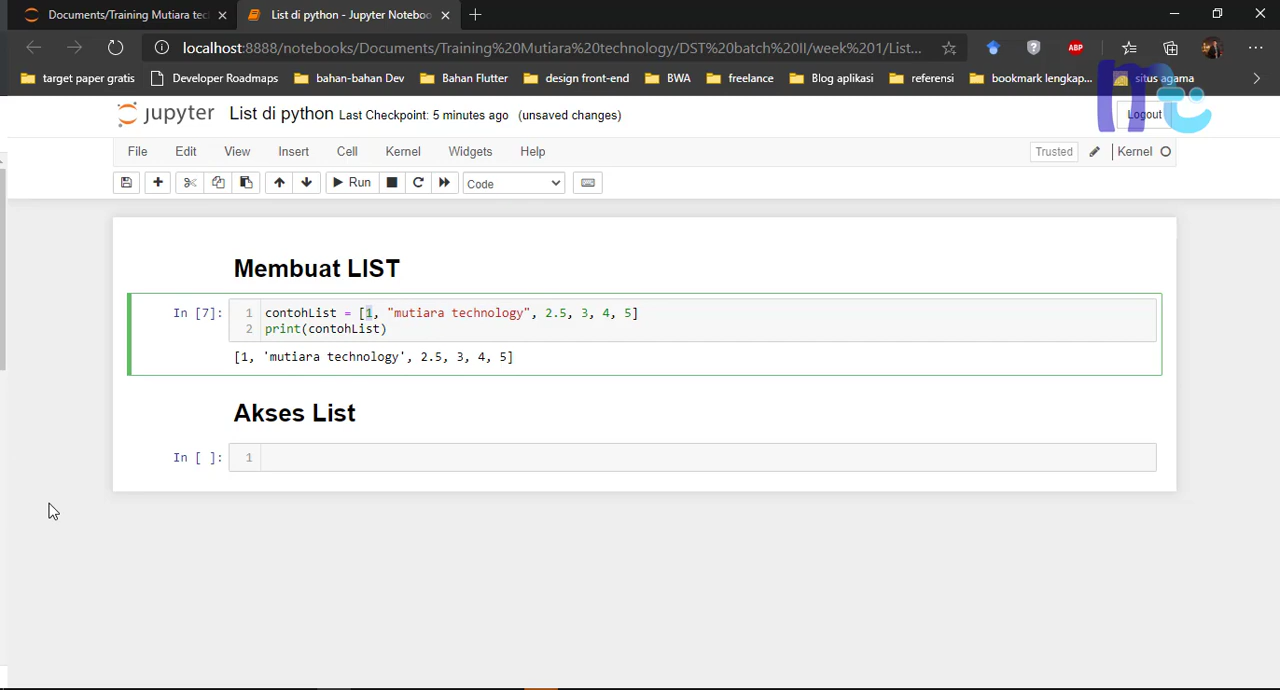 Documents/Training Mutiara tec
List di python - Jupyter Noteboo
localhost:8888/notebooks/Documents/Training%20Mutiara%20technology/DST%20batch%20II/week%201/List...
ABP
target paper gratis
Developer Roadmaps
bahan-bahan Dev
Bahan Flutter
design front-end
BWA
freelance
Blog aplikasi
referensi
bookmark lengkap...
situs agama
jupyter
List di python Last Checkpoint: 5 minutes ago (unsaved changes)
Logout
File Edit View Insert Cell Kernel Widgets Help
Trusted
Kernel
Run
Code
Membuat LIST
In [7]:
1 contohList = [1, "mutiara technology", 2.5, 3, 4, 5]
2 print(contohList)
[1, 'mutiara technology', 2.5, 3, 4, 5]
Akses List
In [ ]:
1